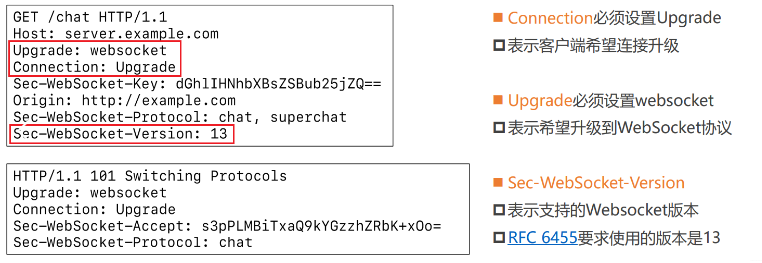 GET /chat HTTP/1.1
Host: server.example.com
Upgrade: websocket
Connection: Upgrade
Sec-WebSocket-Key: dGhlIHNhbXBsZSBub25jZQ==
Origin: http://example.com
Sec-WebSocket-Protocol: chat, superchat
Sec-WebSocket-Version: 13
HTTP/1.1 101 Switching Protocols
Upgrade: websocket
Connection: Upgrade
Sec-WebSocket-Accept: s3pPLMBiTxaQ9kYGzzhZRbK+xOo=
Sec-WebSocket-Protocol: chat
Connection必须设置Upgrade
表示客户端希望连接升级
Upgrade必须设置websocket
表示希望升级到WebSocket协议
Sec-WebSocket-Version
表示支持的Websocket版本
RFC 6455要求使用的版本是13